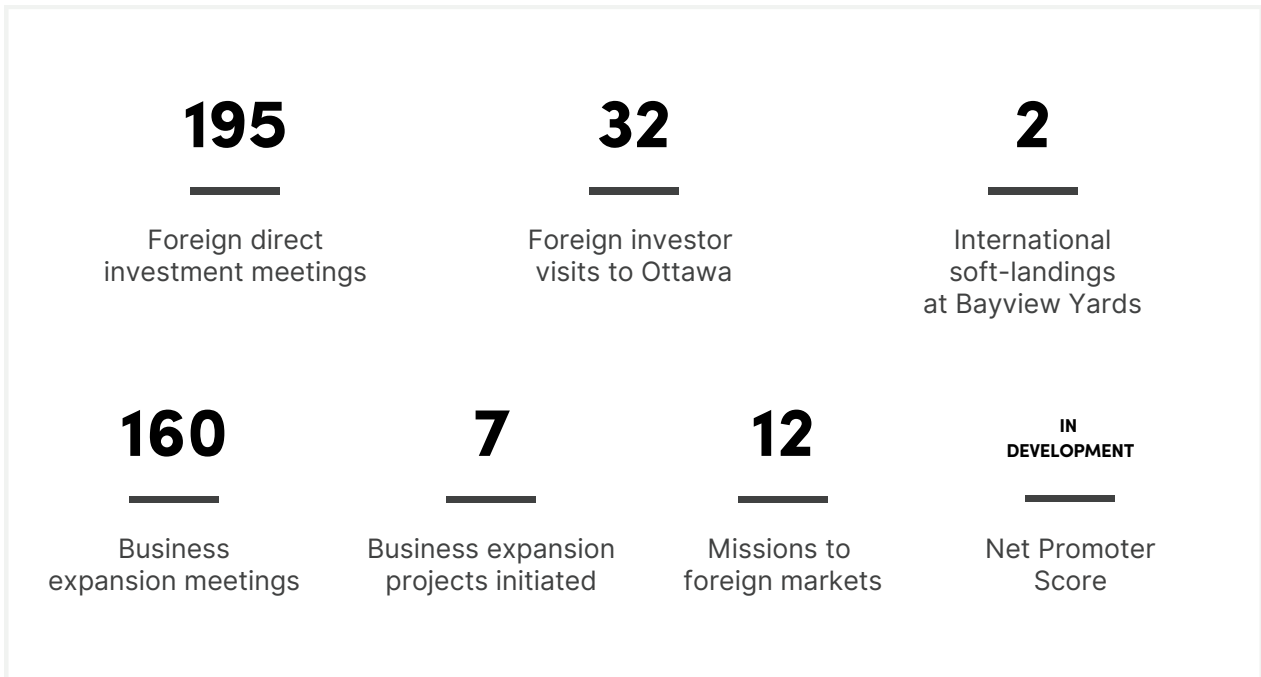 195
Foreign direct
investment meetings
32
Foreign investor
visits to Ottawa
2
International
soft-landings
at Bayview Yards
160
Business
expansion meetings
7
Business expansion
projects initiated
12
Missions to
foreign markets
IN
DEVELOPMENT
Net Promoter
Score